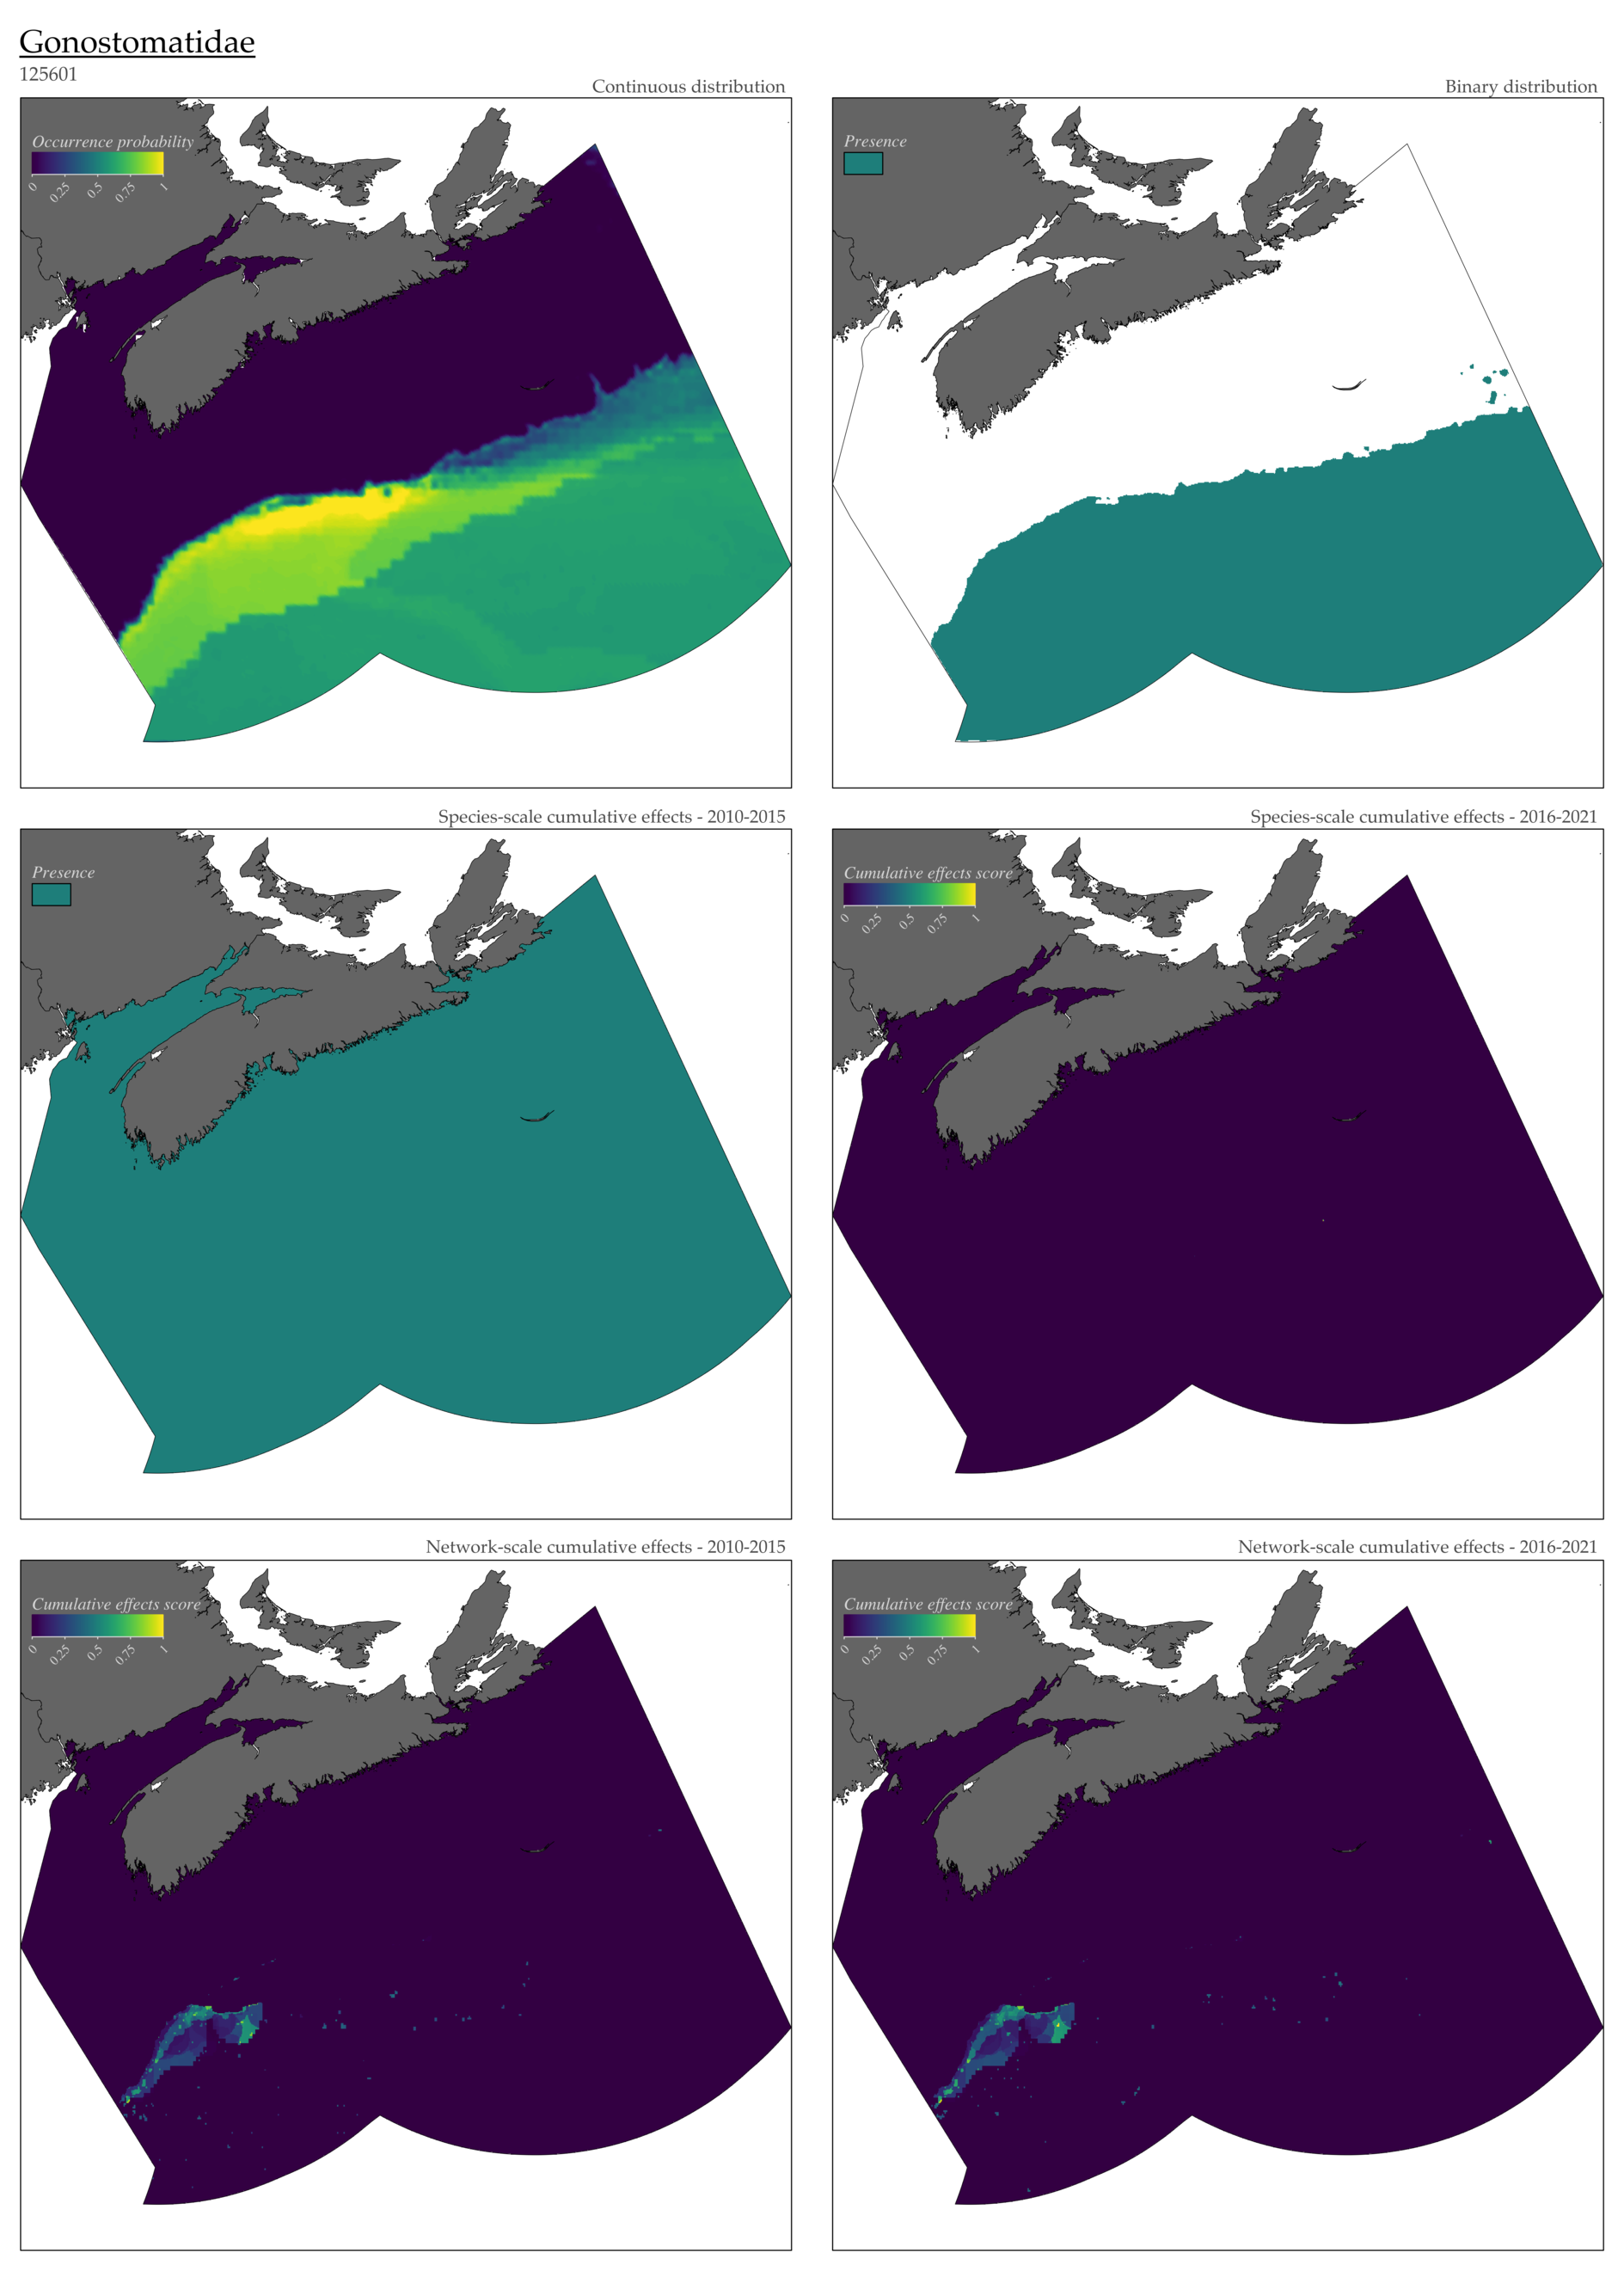 Gonostomatidae
125601
Continuous distribution
Occurrence probability
0 0.25 0.5 0.75 1
Binary distribution
Presence
Species-scale cumulative effects - 2010-2015
Presence
Species-scale cumulative effects - 2016-2021
Cumulative effects score
0 0.25 0.5 0.75 1
Network-scale cumulative effects - 2010-2015
Cumulative effects score
0 0.25 0.5 0.75 1
Network-scale cumulative effects - 2016-2021
Cumulative effects score
0 0.25 0.5 0.75 1